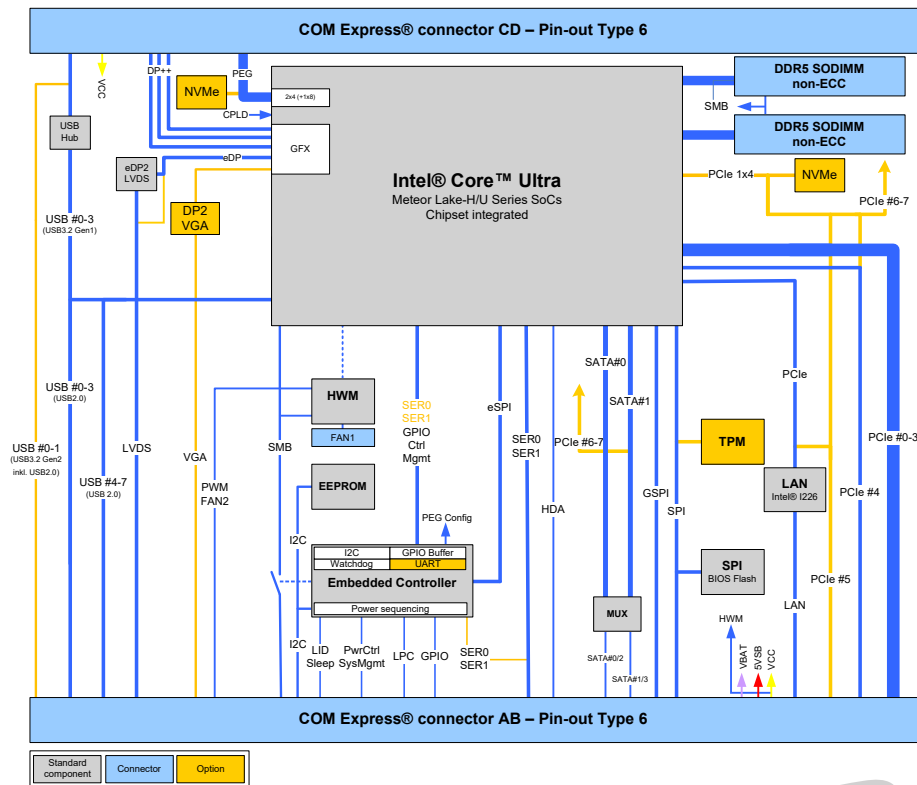 COM Express® connector CD – Pin-out Type 6
VCC
DP++
PEG
NVMe
2x4 (+1x8)
CPLD
GFX
USB
Hub
eDP2
LVDS
eDP
DP2
VGA
Intel® Core™ Ultra
Meteor Lake-H/U Series SoCs
Chipset integrated
DDR5 SODIMM
non-ECC
SMB
DDR5 SODIMM
non-ECC
PCIe 1x4
NVMe
PCIe #6-7
USB #0-3
(USB3.2 Gen1)
USB #0-3
(USB2.0)
USB #0-1
(USB3.2 Gen2
inkl. USB2.0)
USB #4-7
(USB 2.0)
LVDS
VGA
PWM
FAN2
SMB
HWM
FAN1
EEPROM
I2C
SER0
SER1
GPIO
Ctrl
Mgmt
PEG Config
eSPI
SER0
SER1
HDA
PCIe #6-7
SATA#0
SATA#1
GSPI
SPI
TPM
PCIe
LAN
Intel® I226
PCIe #4
PCIe #0-3
SPI
BIOS Flash
PCIe #5
LAN
I2C
GPIO Buffer
Watchdog
UART
Embedded Controller
Power sequencing
I2C
LID
Sleep
PwrCtrl
SysMgmt
LPC
GPIO
SER0
SER1
MUX
SATA#0/2
SATA#1/3
HWM
VBAT
5VSB
VCC
COM Express® connector AB – Pin-out Type 6
Standard
component
Connector
Option